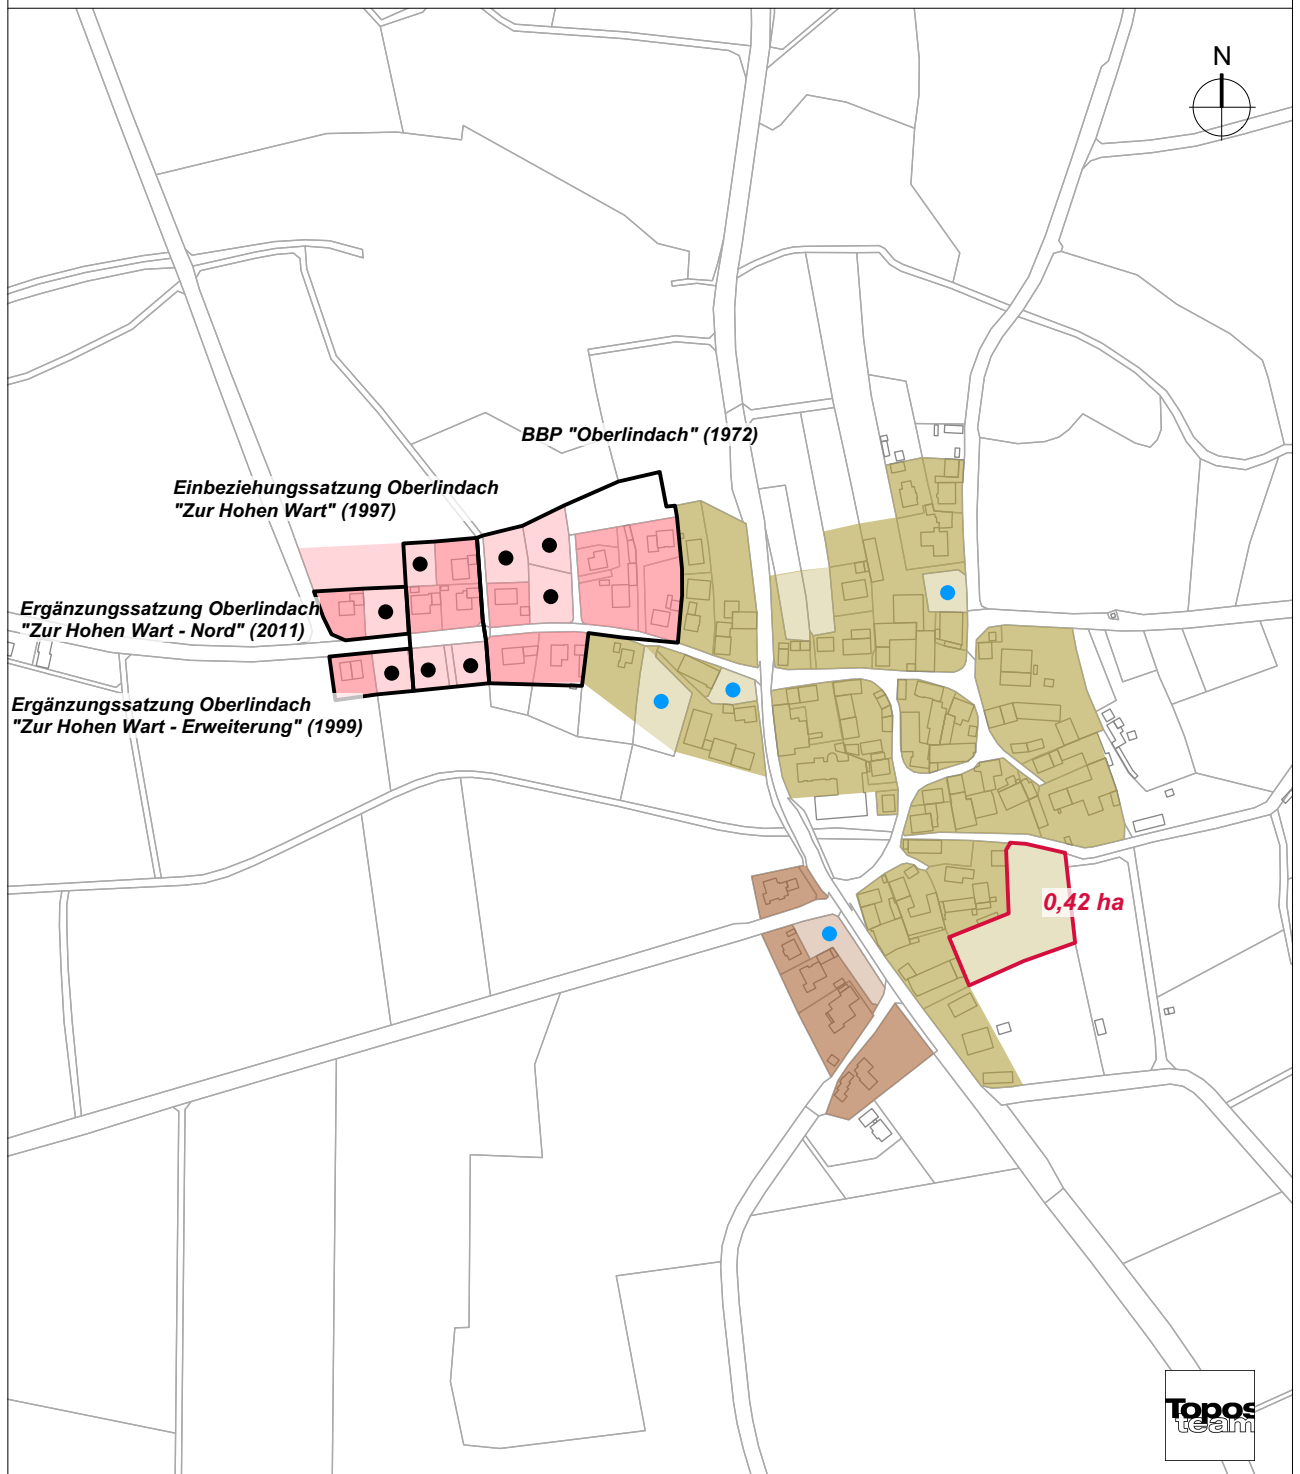 N
BBP "Oberlindach" (1972)
Einbeziehungssatzung Oberlindach
"Zur Hohen Wart" (1997)
Ergänzungssatzung Oberlindach
"Zur Hohen Wart - Nord" (2011)
Ergänzungssatzung Oberlindach
"Zur Hohen Wart - Erweiterung" (1999)
0,42 ha
Topos
team